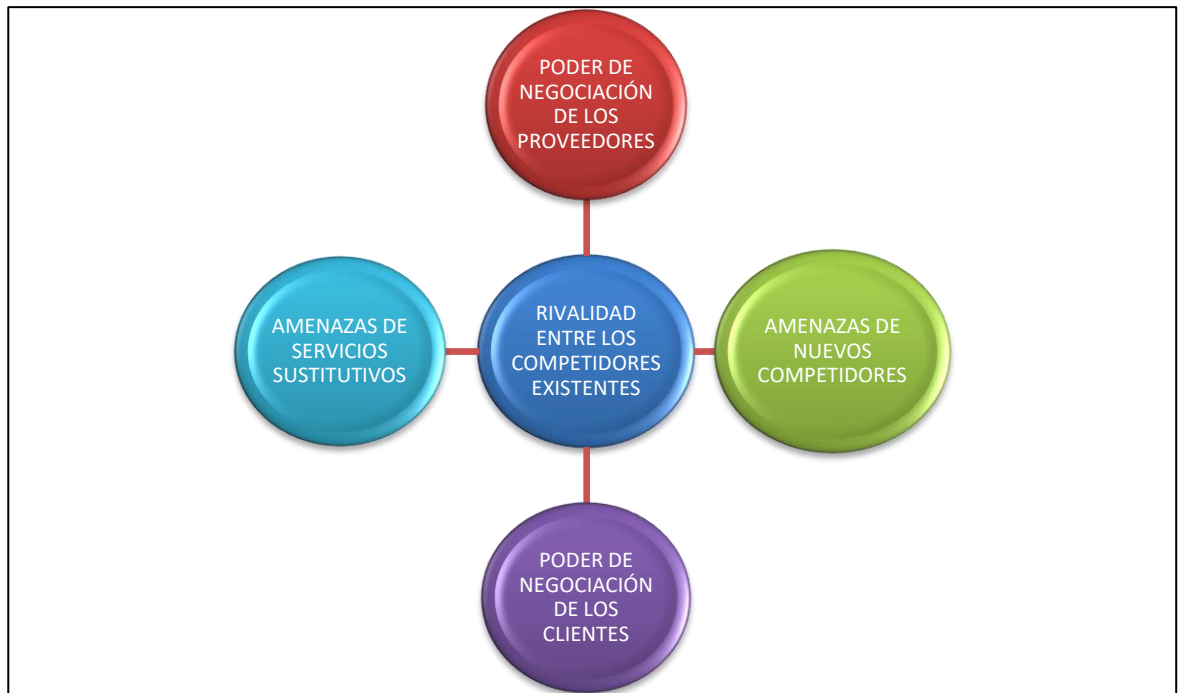 PODER DE
NEGOCIACIÓN
DE LOS
PROVEEDORES
AMENAZAS DE
SERVICIOS
SUSTITUTIVOS
RIVALIDAD
ENTRE LOS
COMPETIDORES
EXISTENTES
AMENAZAS DE
NUEVOS
COMPETIDORES
PODER DE
NEGOCIACIÓN
DE LOS
CLIENTES